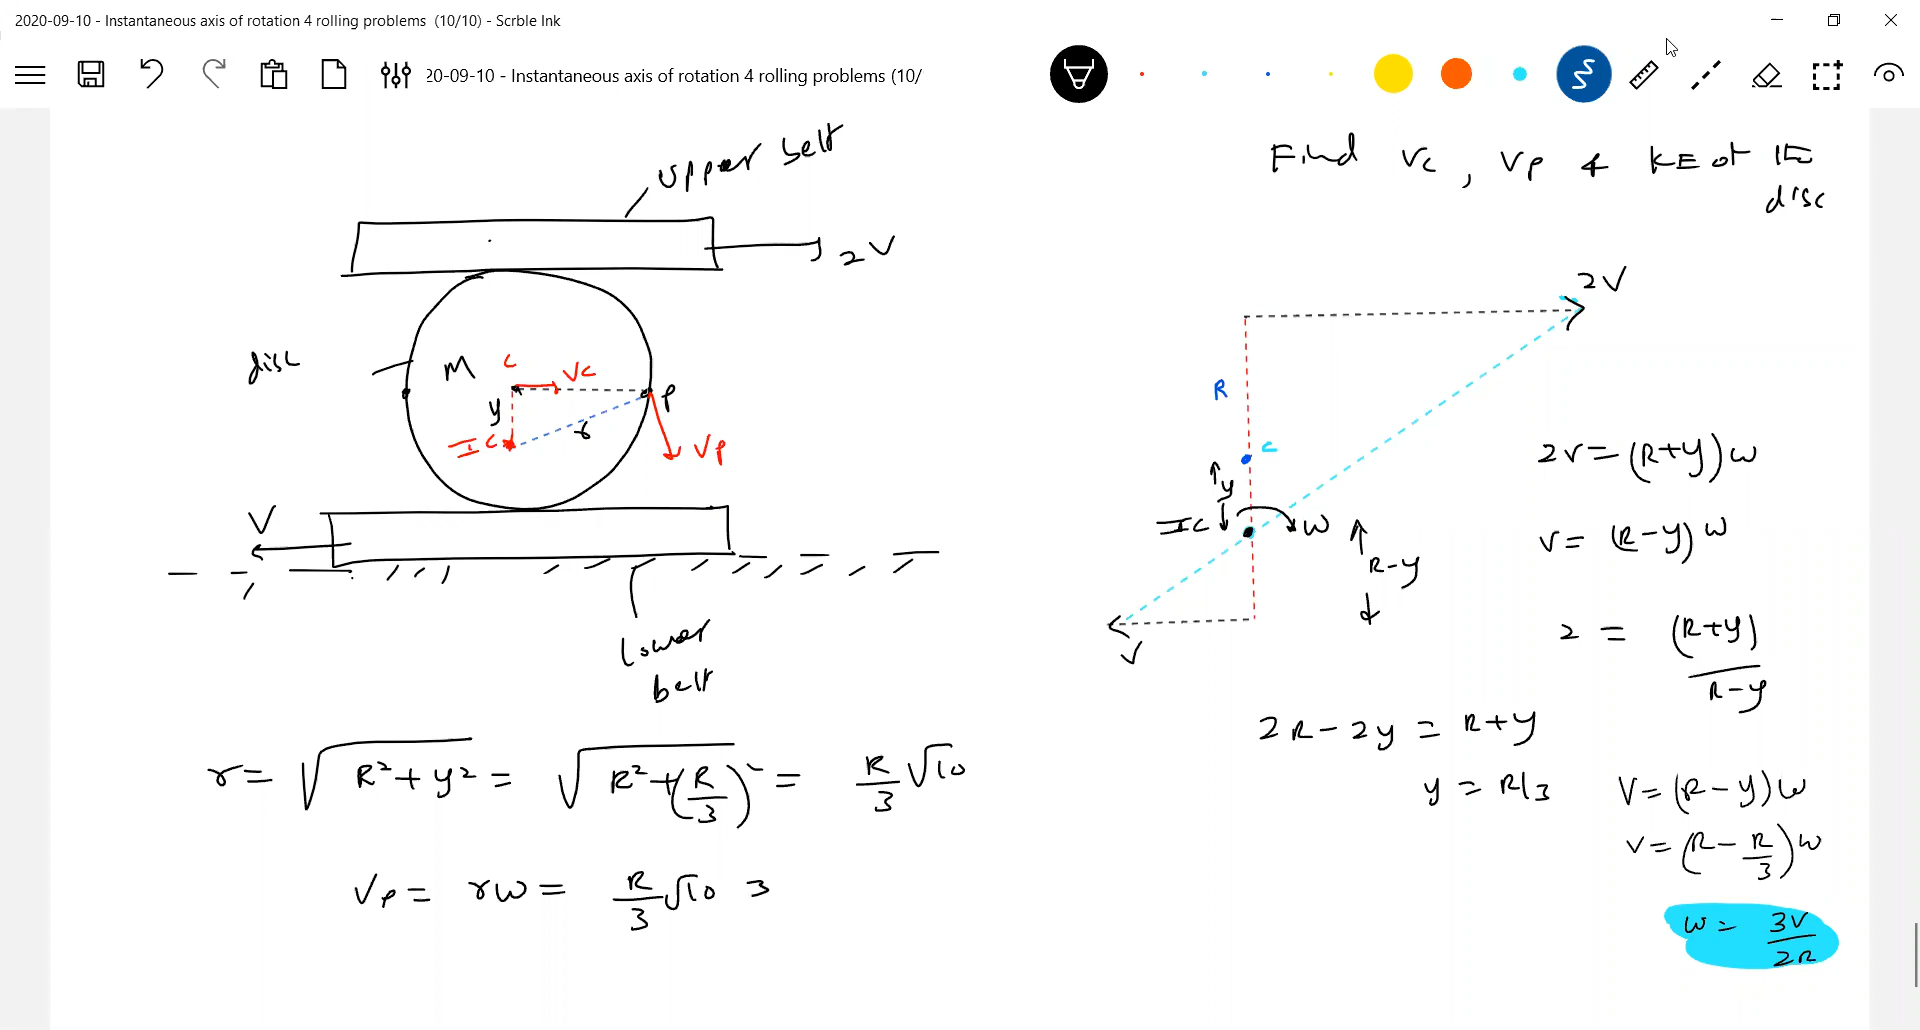 2020-09-10 - Instantaneous axis of rotation 4 rolling problems (10/10) - Scrble Ink
20-09-10 - Instantaneous axis of rotation 4 rolling problems (10/
upper belt
2V
disc
M
C
Vc
y
IC
r
P
Vp
V
lower
belt
r = √(R² + y²) = √(R² + (R/3)²) = R/3 √10
Vp = rω = R/3 √10 3
Find Vc, Vp & KE of the
disc
2V
R
C
y
IC
ω
R-y
V
2V = (R+y)ω
V = (R-y)ω
2 = (R+y)/R-y
2R - 2y = R+y
y = R/3
V = (R-y)ω
V = (R - R/3)ω
ω = 3V/2R